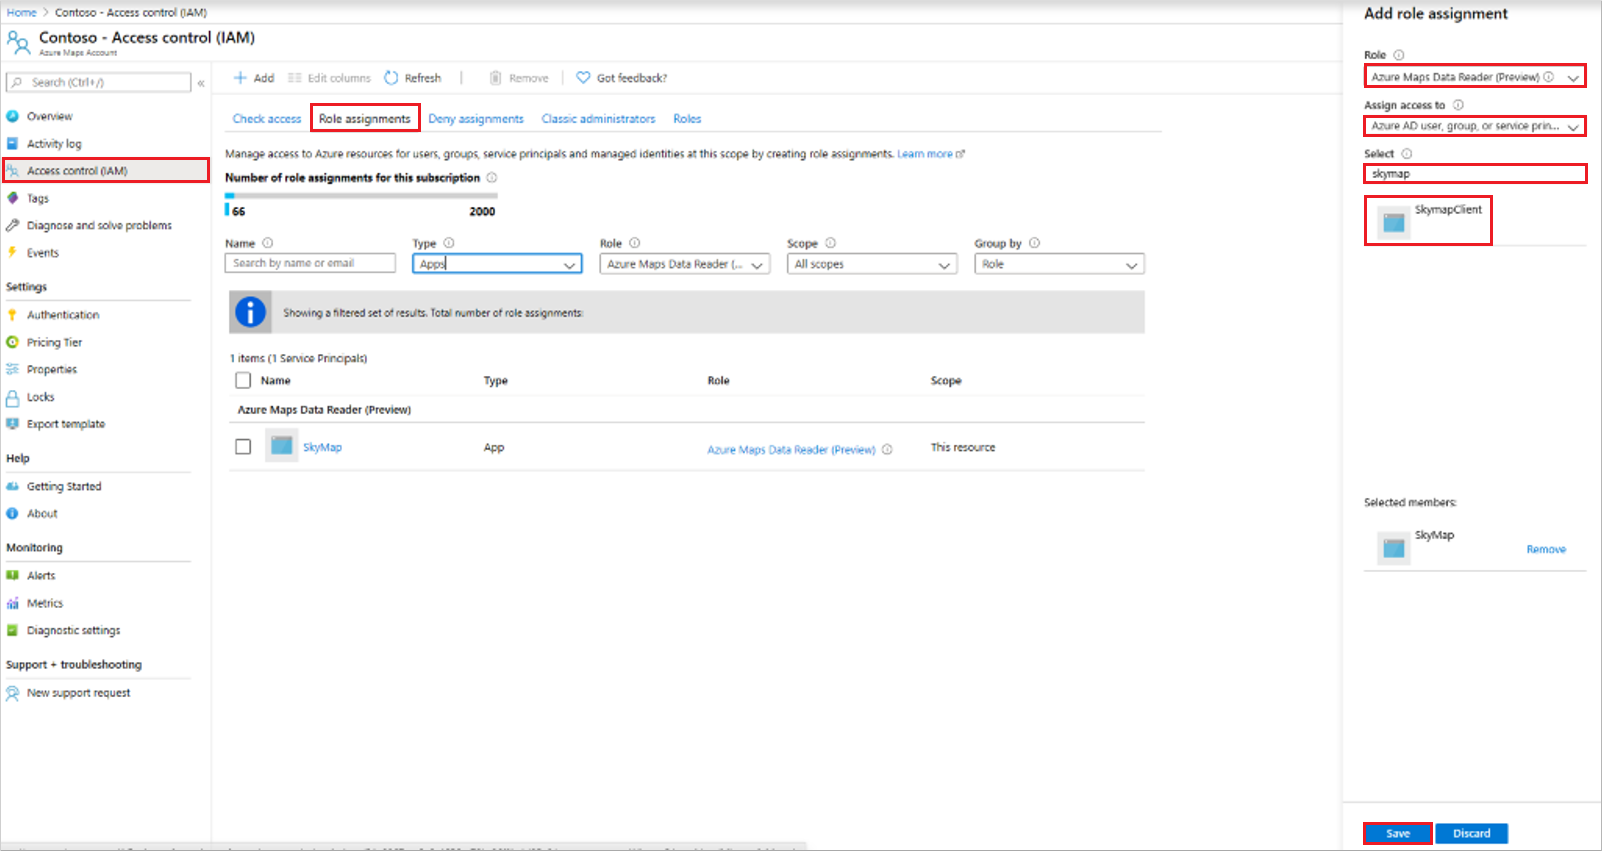 Home > Contoso - Access control (IAM)
Contoso - Access control (IAM)
Azure Maps Account
Search (Ctrl+/)
«
Overview
Activity log
Access control (IAM)
Tags
Diagnose and solve problems
Events
Settings
Authentication
Pricing Tier
Properties
Locks
Export template
Help
Getting Started
About
Monitoring
Alerts
Metrics
Diagnostic settings
Support + troubleshooting
New support request
Add Edit columns Refresh Remove Got feedback?
Check access Role assignments Deny assignments Classic administrators Roles
Manage access to Azure resources for users, groups, service principals and managed identities at this scope by creating role assignments. Learn more
Number of role assignments for this subscription
66 2000
Name Type Role Scope Group by
Search by name or email Apps Azure Maps Data Reader (... All scopes Role
Showing a filtered set of results. Total number of role assignments:
1 items (1 Service Principals)
Name Type Role Scope
Azure Maps Data Reader (Preview)
SkyMap App Azure Maps Data Reader (Preview) This resource
Add role assignment
Role
Azure Maps Data Reader (Preview)
Assign access to
Azure AD user, group, or service prin...
Select
skymap
SkymapClient
Selected members:
SkyMap
Remove
Save Discard